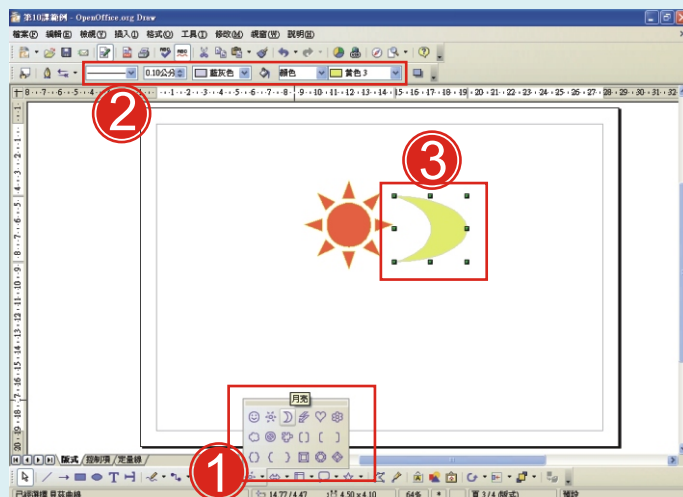 第10課範例 - OpenOffice.org Draw
檔案(F) 編輯(E) 檢視(V) 插入(I) 格式(O) 工具(T) 修改(M) 視窗(W) 說明(H)
0.10公分 藍灰色 顏色 黃色 3
②
③
月亮
①
版式 控制項 定量線
已經選擇 貝茲曲線 14.77 / 4.47 4.50 x 4.10 64% * 頁 3 / 4 (版式) 預設